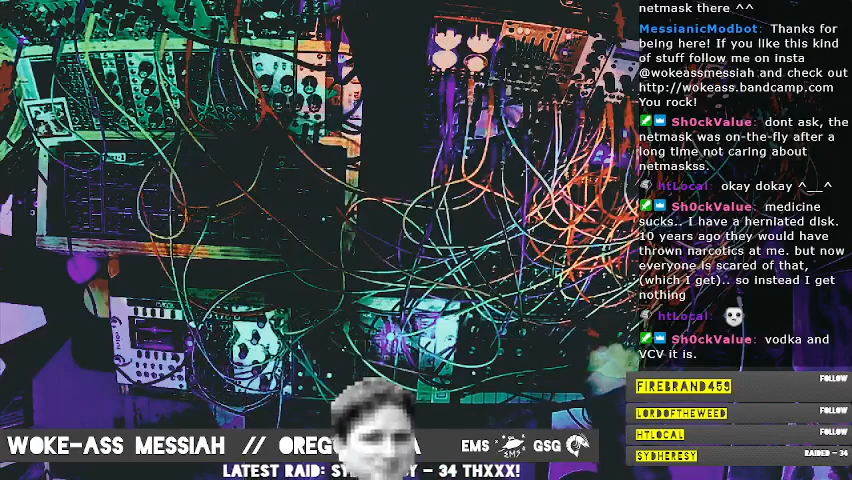 netmask there ^^
MessianicModbot: Thanks for
being here! If you like this kind
of stuff follow me on insta
@wokeassmessiah and check out
http://wokeass.bandcamp.com
You rock!
Sh0ckValue: dont ask, the
netmask was on-the-fly after a
long time not caring about
netmaskss.
htLocal: okay dokay ^__^
Sh0ckValue: medicine
sucks.. I have a herniated disk.
10 years ago they would have
thrown narcotics at me. but now
everyone is scared of that,
(which I get).. so instead I get
nothing
htLocal:
Sh0ckValue: vodka and
VCV it is.
FIREBRAND459 FOLLOW
LORDOFTHEWEED FOLLOW
HTLOCAL FOLLOW
SYDHERESY RAIDED - 34
WOKE-ASS MESSIAH // OREG A EMS EMS GSG
LATEST RAID: SY SY - 34 THXXX!